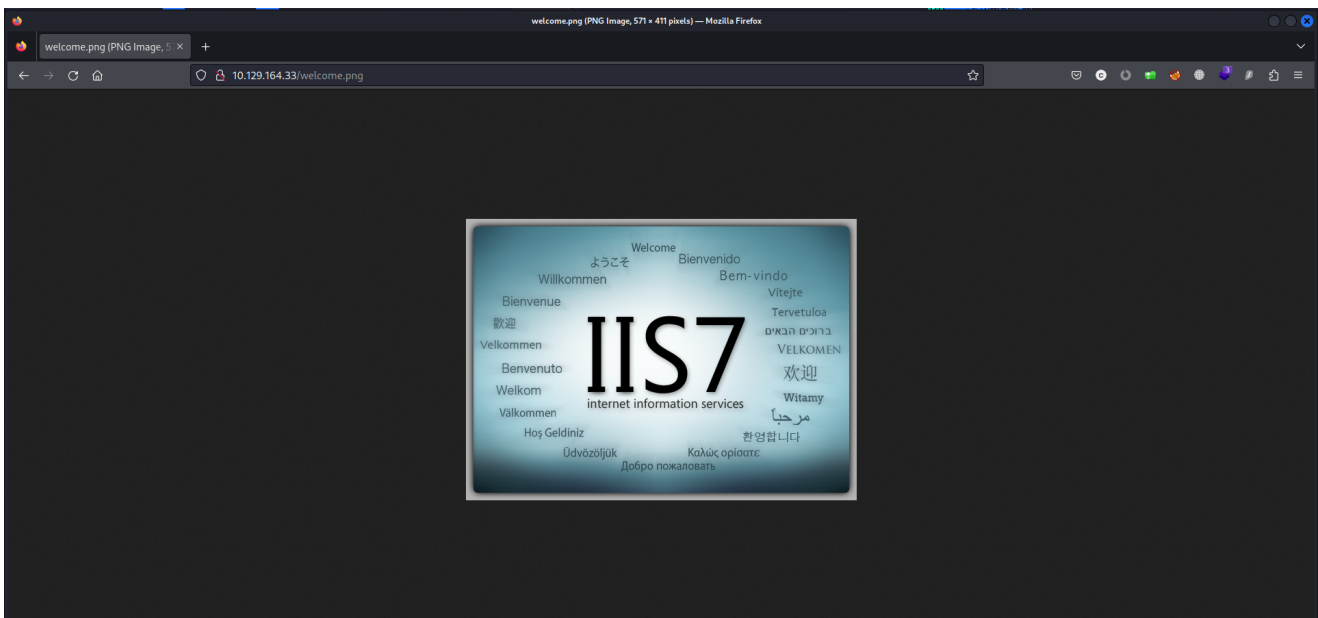 welcome.png (PNG Image, 571 × 411 pixels) — Mozilla Firefox
welcome.png (PNG Image, 5
10.129.164.33/welcome.png
3
Welcome
ようこそ
Bienvenido
Willkommen
Bem-vindo
Bienvenue
Vítejte
Tervetuloa
歡迎
ברוכים הבאים
Velkommen
VELKOMEN
Benvenuto
欢迎
Welkom
Witamy
Välkommen
مرحباً
Hoş Geldiniz
환영합니다
Üdvözöljük
Καλώς ορίσατε
Добро пожаловать
IIS7
internet information services